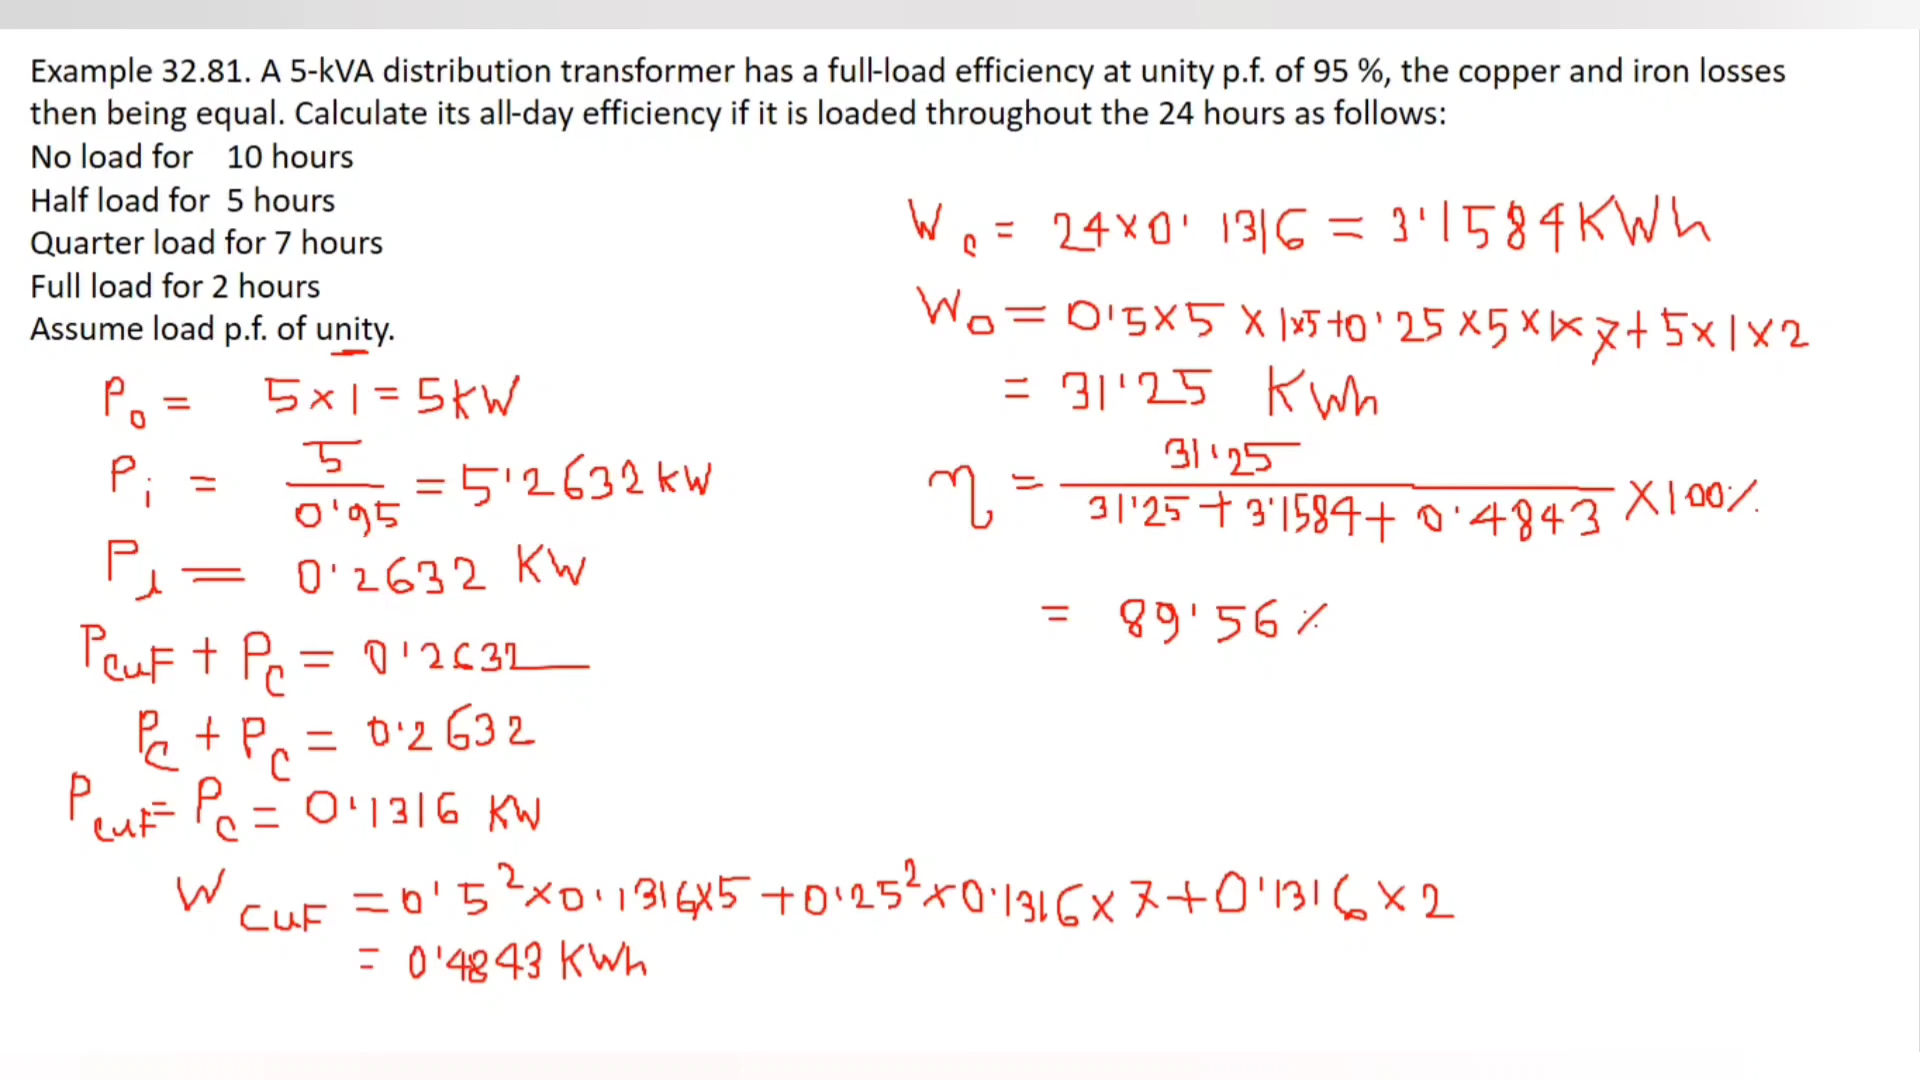 Example 32.81. A 5-kVA distribution transformer has a full-load efficiency at unity p.f. of 95 %, the copper and iron losses
then being equal. Calculate its all-day efficiency if it is loaded throughout the 24 hours as follows:
No load for 10 hours
Half load for 5 hours
Quarter load for 7 hours
Full load for 2 hours
Assume load p.f. of unity.
P₀ = 5 × 1 = 5 kW
Pᵢ = 5 / 0·95 = 5·2632 kW
P_l = 0·2632 KW
P_CuF + P_C = 0·2632
P_C + P_C = 0·2632
P_CuF = P_C = 0·1316 KW
W_CuF = 0·5² × 0·1316 × 5 + 0·25² × 0·1316 × 7 + 0·1316 × 2
= 0·4843 KWh
W_C = 24 × 0·1316 = 3·1584 KWh
W₀ = 0·5 × 5 × 1 × 5 + 0·25 × 5 × 1 × 7 + 5 × 1 × 2
= 31·25 KWh
η = 31·25 / 31·25 + 3·1584 + 0·4843 × 100%
= 89·56 %